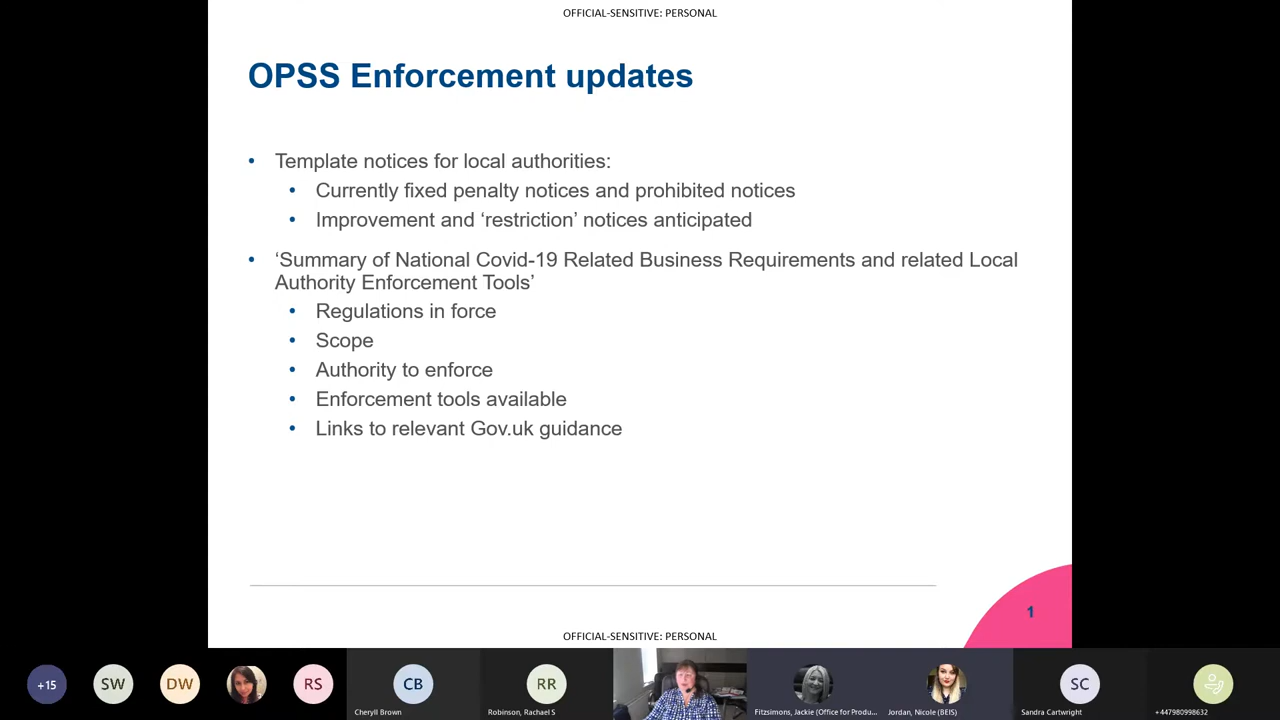 OFFICIAL-SENSITIVE: PERSONAL
OPSS Enforcement updates
• Template notices for local authorities:
• Currently fixed penalty notices and prohibited notices
• Improvement and ‘restriction’ notices anticipated
• ‘Summary of National Covid-19 Related Business Requirements and related Local
Authority Enforcement Tools’
• Regulations in force
• Scope
• Authority to enforce
• Enforcement tools available
• Links to relevant Gov.uk guidance
1
OFFICIAL-SENSITIVE: PERSONAL
+15
SW
DW
RS
CB
RR
SC
Cheryll Brown
Robinson, Rachael S
Fitzsimons, Jackie (Office for Produ...
Jordan, Nicole (BEIS)
Sandra Cartwright
+447980998632